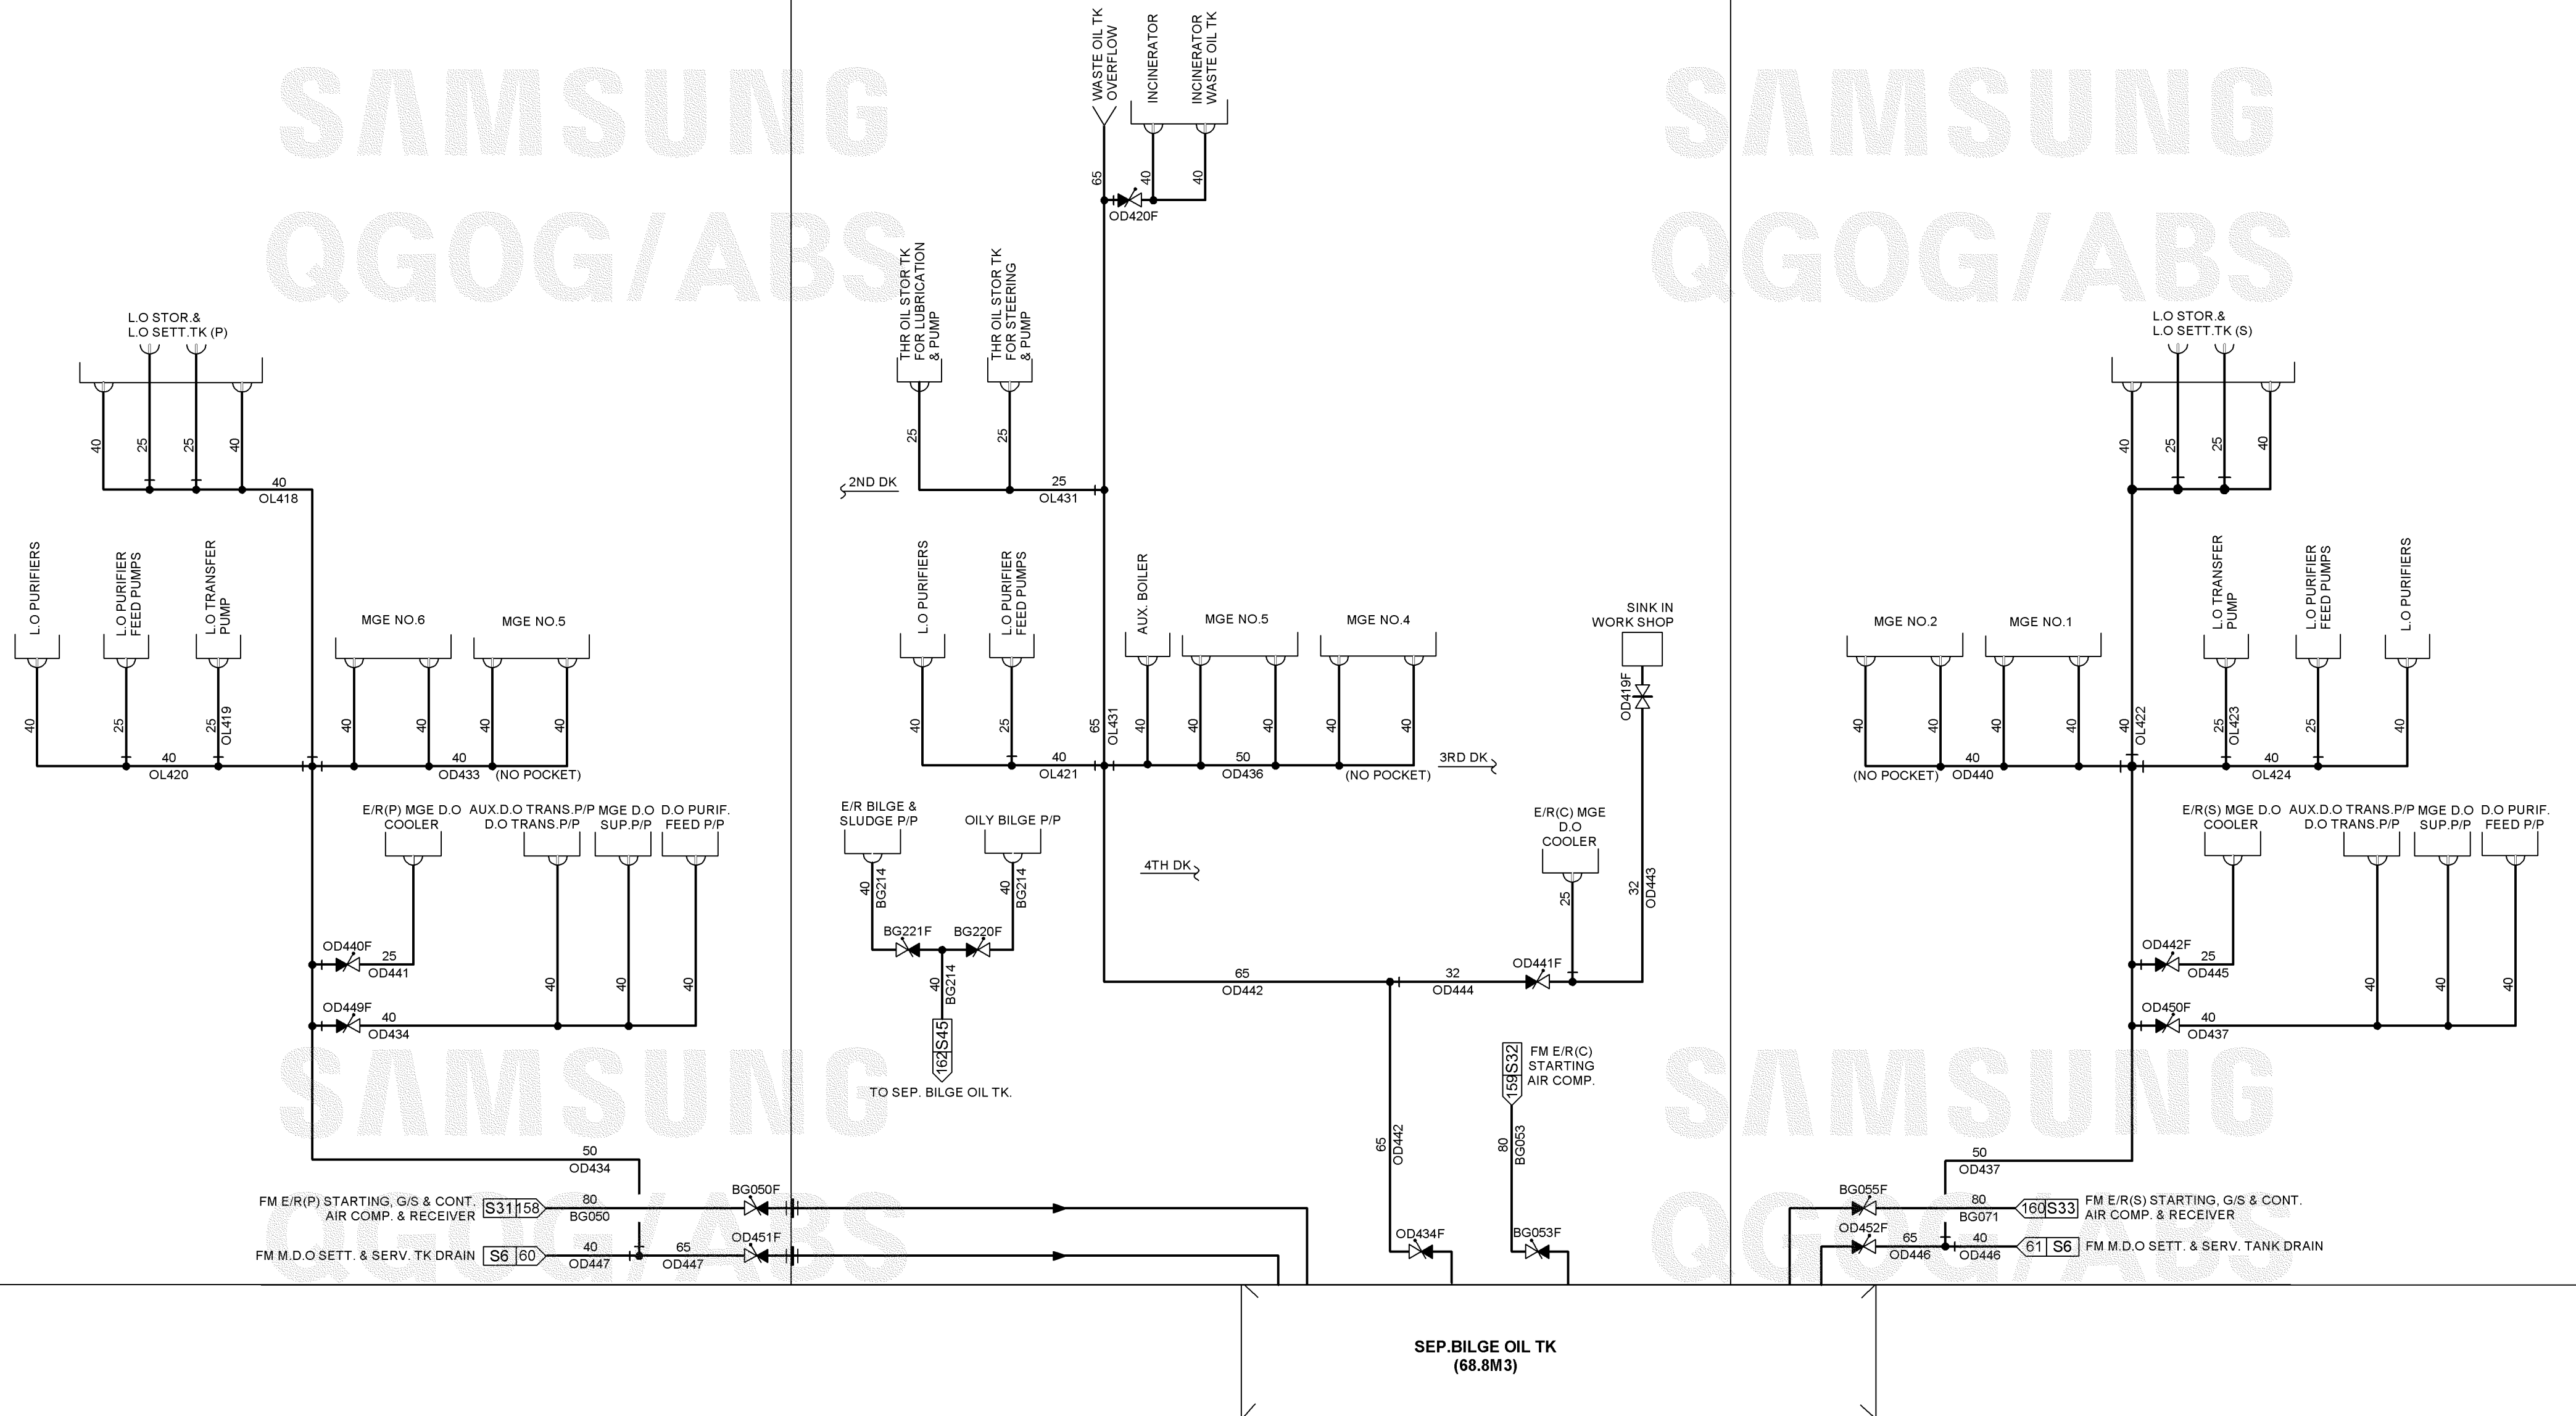 SAMSUNG
QGOG/ABS
SAMSUNG
QGOG/ABS
L.O STOR.&
L.O SETT.TK (P)
40
25
25
40
40
OL418
L.O PURIFIERS
L.O PURIFIER
FEED PUMPS
L.O TRANSFER
PUMP
MGE NO.6
MGE NO.5
40
25
25
OL419
40
40
40
40
40
OL420
40
OD433
(NO POCKET)
E/R(P) MGE D.O
COOLER
AUX.D.O TRANS.P/P
D.O TRANS.P/P
MGE D.O
SUP.P/P
D.O PURIF.
FEED P/P
OD440F
25
OD441
40
40
40
OD449F
40
OD434
SAMSUNG
QGOG/ABS
50
OD434
FM E/R(P) STARTING, G/S & CONT.
AIR COMP. & RECEIVER
S31 158
80
BG050
BG050F
FM M.D.O SETT. & SERV. TK DRAIN
S6 60
40
OD447
65
OD447
OD451F
WASTE OIL TK
OVERFLOW
INCINERATOR
INCINERATOR
WASTE OIL TK
65
40
40
OD420F
THR OIL STOR TK
FOR LUBRICATION
& PUMP
THR OIL STOR TK
FOR STEERING
& PUMP
25
25
2ND DK
25
OL431
L.O PURIFIERS
L.O PURIFIER
FEED PUMPS
AUX. BOILER
MGE NO.5
MGE NO.4
SINK IN
WORK SHOP
OD419F
40
25
65
OL431
40
40
40
40
40
40
OL421
50
OD436
(NO POCKET)
3RD DK
E/R BILGE &
SLUDGE P/P
OILY BILGE P/P
4TH DK
E/R(C) MGE
D.O
COOLER
40
BG214
40
BG214
25
32
OD443
BG221F
BG220F
40
BG214
162 S45
TO SEP. BILGE OIL TK.
65
OD442
32
OD444
OD441F
159 S32
FM E/R(C)
STARTING
AIR COMP.
65
OD442
80
BG053
OD434F
BG053F
L.O STOR.&
L.O SETT.TK (S)
40
25
25
40
MGE NO.2
MGE NO.1
L.O TRANSFER
PUMP
L.O PURIFIER
FEED PUMPS
L.O PURIFIERS
40
40
40
40
40
OL422
25
OL423
25
40
(NO POCKET)
40
OD440
40
OL424
E/R(S) MGE D.O
COOLER
AUX.D.O TRANS.P/P
D.O TRANS.P/P
MGE D.O
SUP.P/P
D.O PURIF.
FEED P/P
OD442F
25
OD445
40
40
40
OD450F
40
OD437
SAMSUNG
QGOG/ABS
50
OD437
BG055F
80
BG071
160 S33
FM E/R(S) STARTING, G/S & CONT.
AIR COMP. & RECEIVER
OD452F
65
OD446
40
OD446
61 S6
FM M.D.O SETT. & SERV. TANK DRAIN
SEP.BILGE OIL TK
(68.8M3)